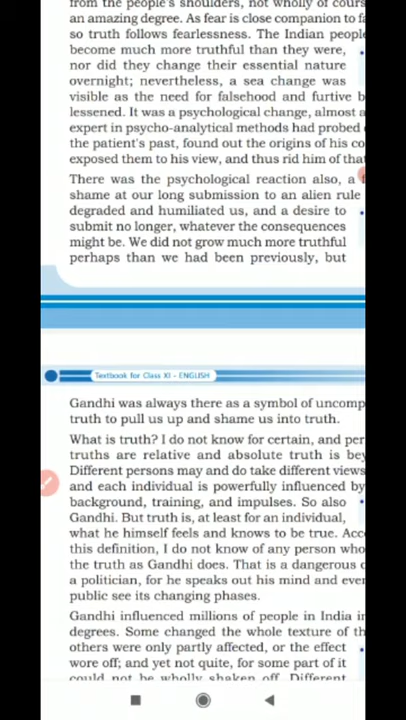 from the people's shoulders, not wholly of cours
an amazing degree. As fear is close companion to fa
so truth follows fearlessness. The Indian peopl
become much more truthful than they were,
nor did they change their essential nature
overnight; nevertheless, a sea change was
visible as the need for falsehood and furtive b
lessened. It was a psychological change, almost a
expert in psycho-analytical methods had probed
the patient's past, found out the origins of his co
exposed them to his view, and thus rid him of that
There was the psychological reaction also, a f
shame at our long submission to an alien rule
degraded and humiliated us, and a desire to
submit no longer, whatever the consequences
might be. We did not grow much more truthful
perhaps than we had been previously, but
Textbook for Class XI – ENGLISH
Gandhi was always there as a symbol of uncomp
truth to pull us up and shame us into truth.
What is truth? I do not know for certain, and per
truths are relative and absolute truth is bey
Different persons may and do take different views
and each individual is powerfully influenced by
background, training, and impulses. So also
Gandhi. But truth is, at least for an individual,
what he himself feels and knows to be true. Acc
this definition, I do not know of any person who
the truth as Gandhi does. That is a dangerous
a politician, for he speaks out his mind and eve
public see its changing phases.
Gandhi influenced millions of people in India in
degrees. Some changed the whole texture of th
others were only partly affected, or the effect
wore off; and yet not quite, for some part of it
could not be wholly shaken off. Different